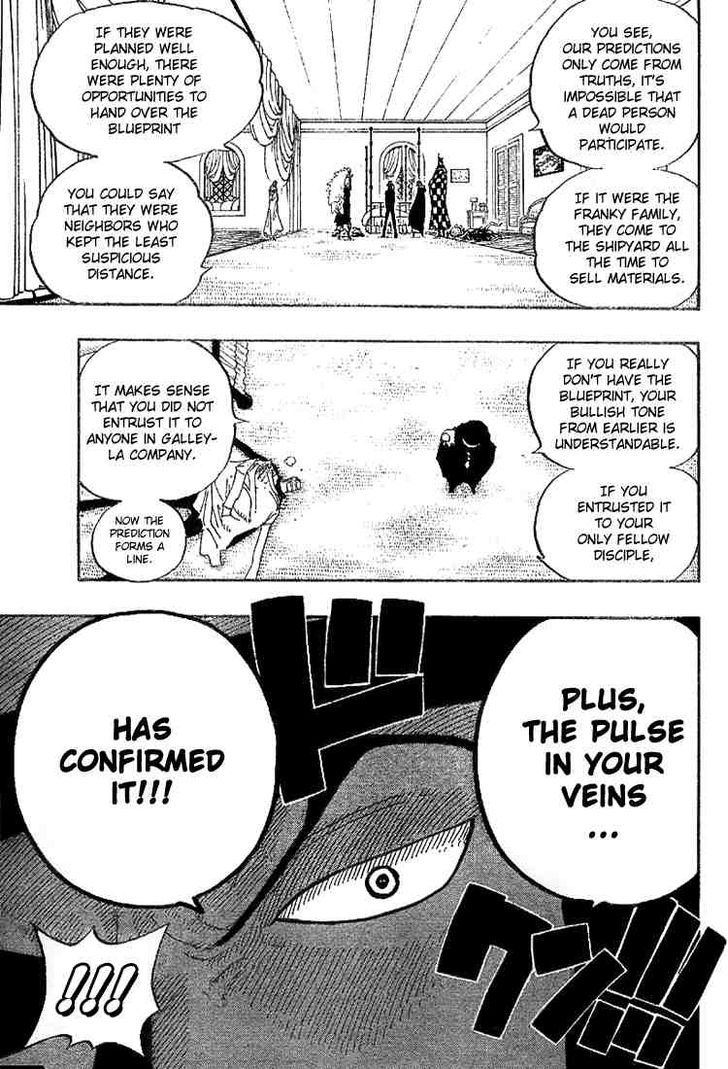 YOU SEE,
OUR PREDICTIONS
ONLY COME FROM
TRUTHS, IT'S
IMPOSSIBLE THAT
A DEAD PERSON
WOULD
PARTICIPATE.
IF IT WERE THE
FRANKY FAMILY,
THEY COME TO
THE SHIPYARD ALL
THE TIME TO
SELL MATERIALS.
IF THEY WERE
PLANNED WELL
ENOUGH, THERE
WERE PLENTY OF
OPPORTUNITIES TO
HAND OVER THE
BLUEPRINT
YOU COULD SAY
THAT THEY WERE
NEIGHBORS WHO
KEPT THE LEAST
SUSPICIOUS
DISTANCE.
IF YOU REALLY
DON'T HAVE THE
BLUEPRINT, YOUR
BULLISH TONE
FROM EARLIER IS
UNDERSTANDABLE.
IF YOU
ENTRUSTED IT
TO YOUR
ONLY FELLOW
DISCIPLE,
IT MAKES SENSE
THAT YOU DID NOT
ENTRUST IT TO
ANYONE IN GALLEY-
LA COMPANY.
NOW THE
PREDICTION
FORMS A
LINE.
PLUS,
THE PULSE
IN YOUR
VEINS
...
HAS
CONFIRMED
IT!!!
ドクン!!
!!!